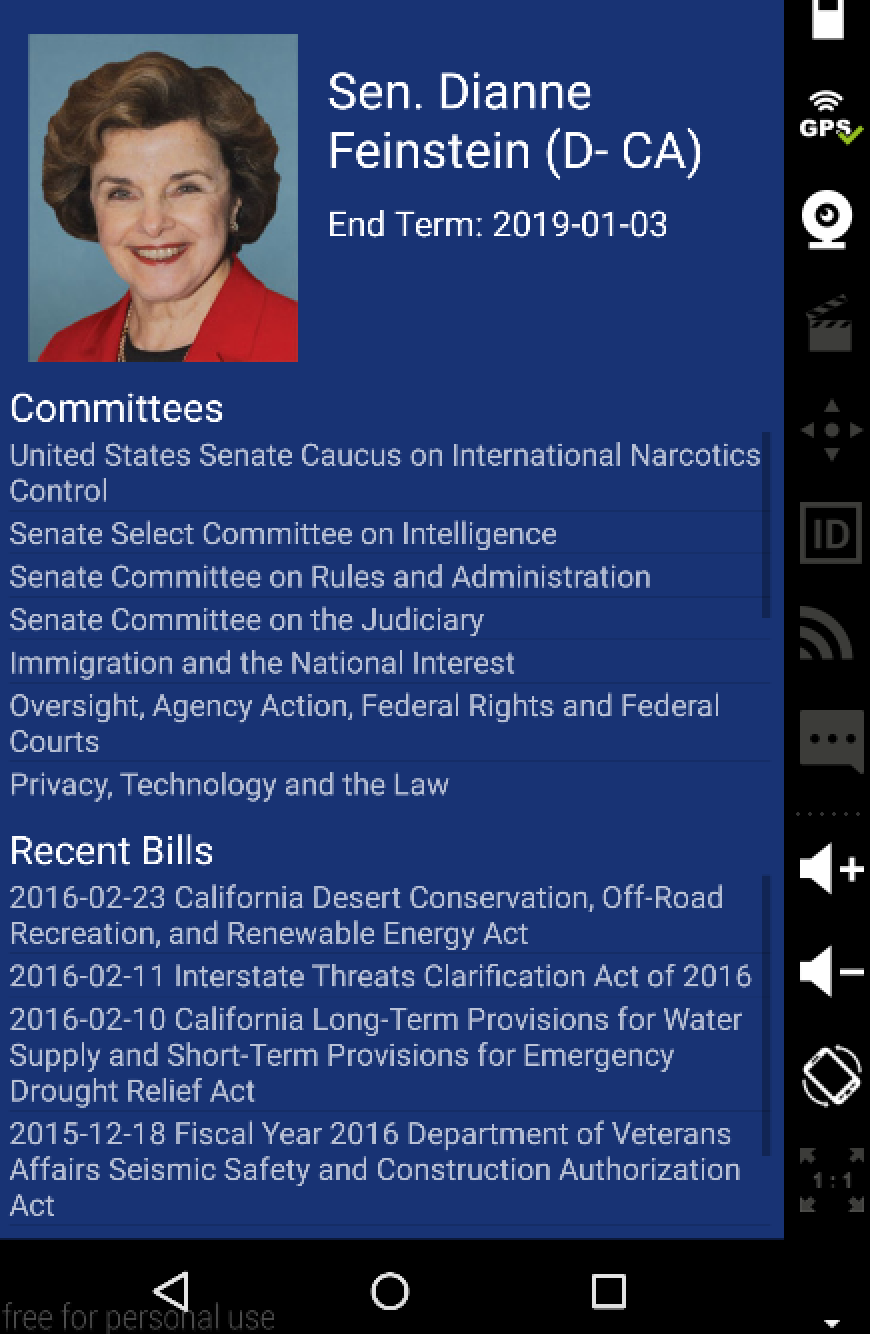 Sen. Dianne
Feinstein (D- CA)
End Term: 2019-01-03
GPS
ID
Committees
United States Senate Caucus on International Narcotics
Control
Senate Select Committee on Intelligence
Senate Committee on Rules and Administration
Senate Committee on the Judiciary
Immigration and the National Interest
Oversight, Agency Action, Federal Rights and Federal
Courts
Privacy, Technology and the Law
Recent Bills
2016-02-23 California Desert Conservation, Off-Road
Recreation, and Renewable Energy Act
2016-02-11 Interstate Threats Clarification Act of 2016
2016-02-10 California Long-Term Provisions for Water
Supply and Short-Term Provisions for Emergency
Drought Relief Act
2015-12-18 Fiscal Year 2016 Department of Veterans
Affairs Seismic Safety and Construction Authorization
Act
1:1
free for personal use